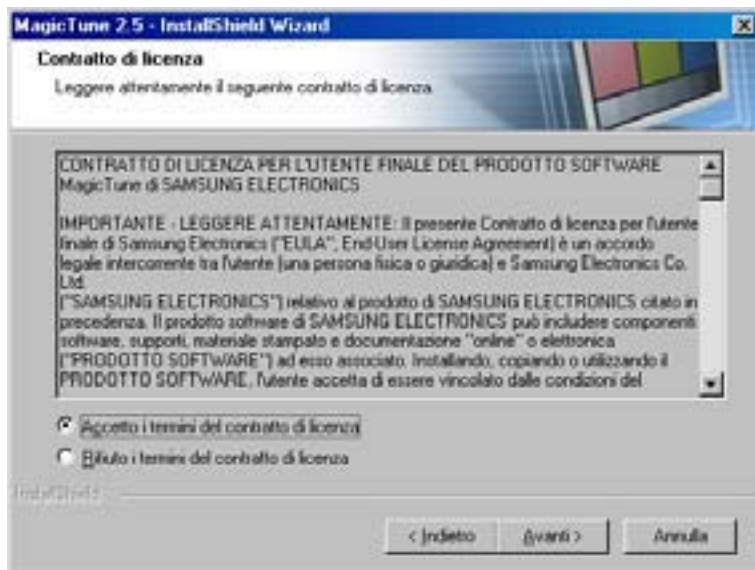 MagicTune 2.5 - InstallShield Wizard
Contratto di licenza
Leggere attentamente il seguente contratto di licenza.
CONTRATTO DI LICENZA PER L'UTENTE FINALE DEL PRODOTTO SOFTWARE
MagicTune di SAMSUNG ELECTRONICS
IMPORTANTE - LEGGERE ATTENTAMENTE: Il presente Contratto di licenza per l'utente
finale di Samsung Electronics ("EULA", End-User License Agreement) è un accordo
legale intercorrente tra l'utente (una persona fisica o giuridica) e Samsung Electronics Co.
Ltd.
("SAMSUNG ELECTRONICS") relativo al prodotto di SAMSUNG ELECTRONICS citato in
precedenza. Il prodotto software di SAMSUNG ELECTRONICS può includere componenti
software, supporti, materiale stampato e documentazione "online" o elettronica
("PRODOTTO SOFTWARE") ad esso associato. Installando, copiando o utilizzando il
PRODOTTO SOFTWARE, l'utente accetta di essere vincolato dalle condizioni del
Accetto i termini del contratto di licenza
Rifiuto i termini del contratto di licenza
InstallShield
< Indietro
Avanti >
Annulla